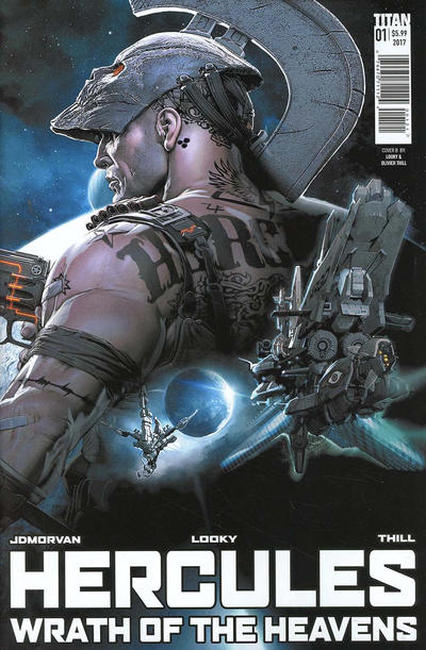 TITAN
01 $5.99
2017
COVER B BY:
LOOKY &
OLIVIER THILL
HERC
JDMORVAN LOOKY THILL
HERCULES
WRATH OF THE HEAVENS